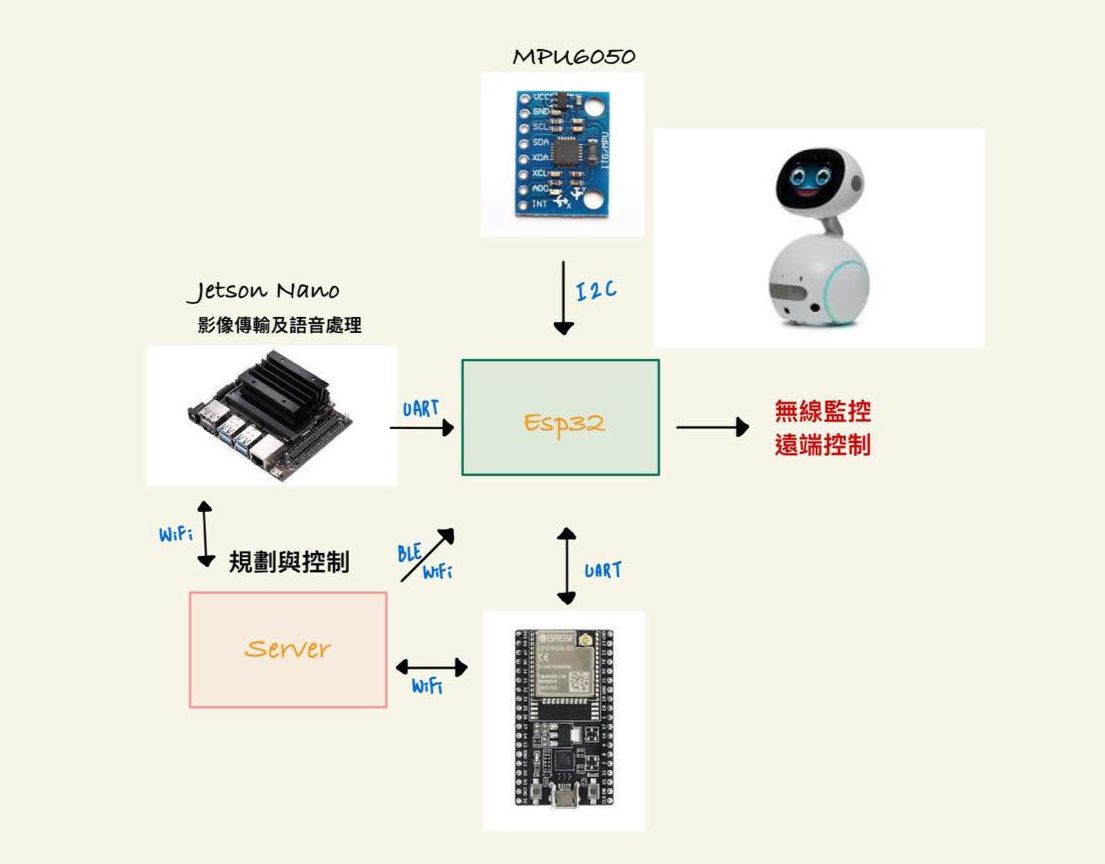 MPU6050
VCC
GND
SCL
SDA
XDA
XCL
ADO
INT
ITG/MPU
X
I2C
Jetson Nano
影像傳輸及語音處理
UART
Esp32
無線監控
遠端控制
WiFi
規劃與控制
BLE
WiFi
UART
Server
WiFi
ESPRESSIF
CE
Boot